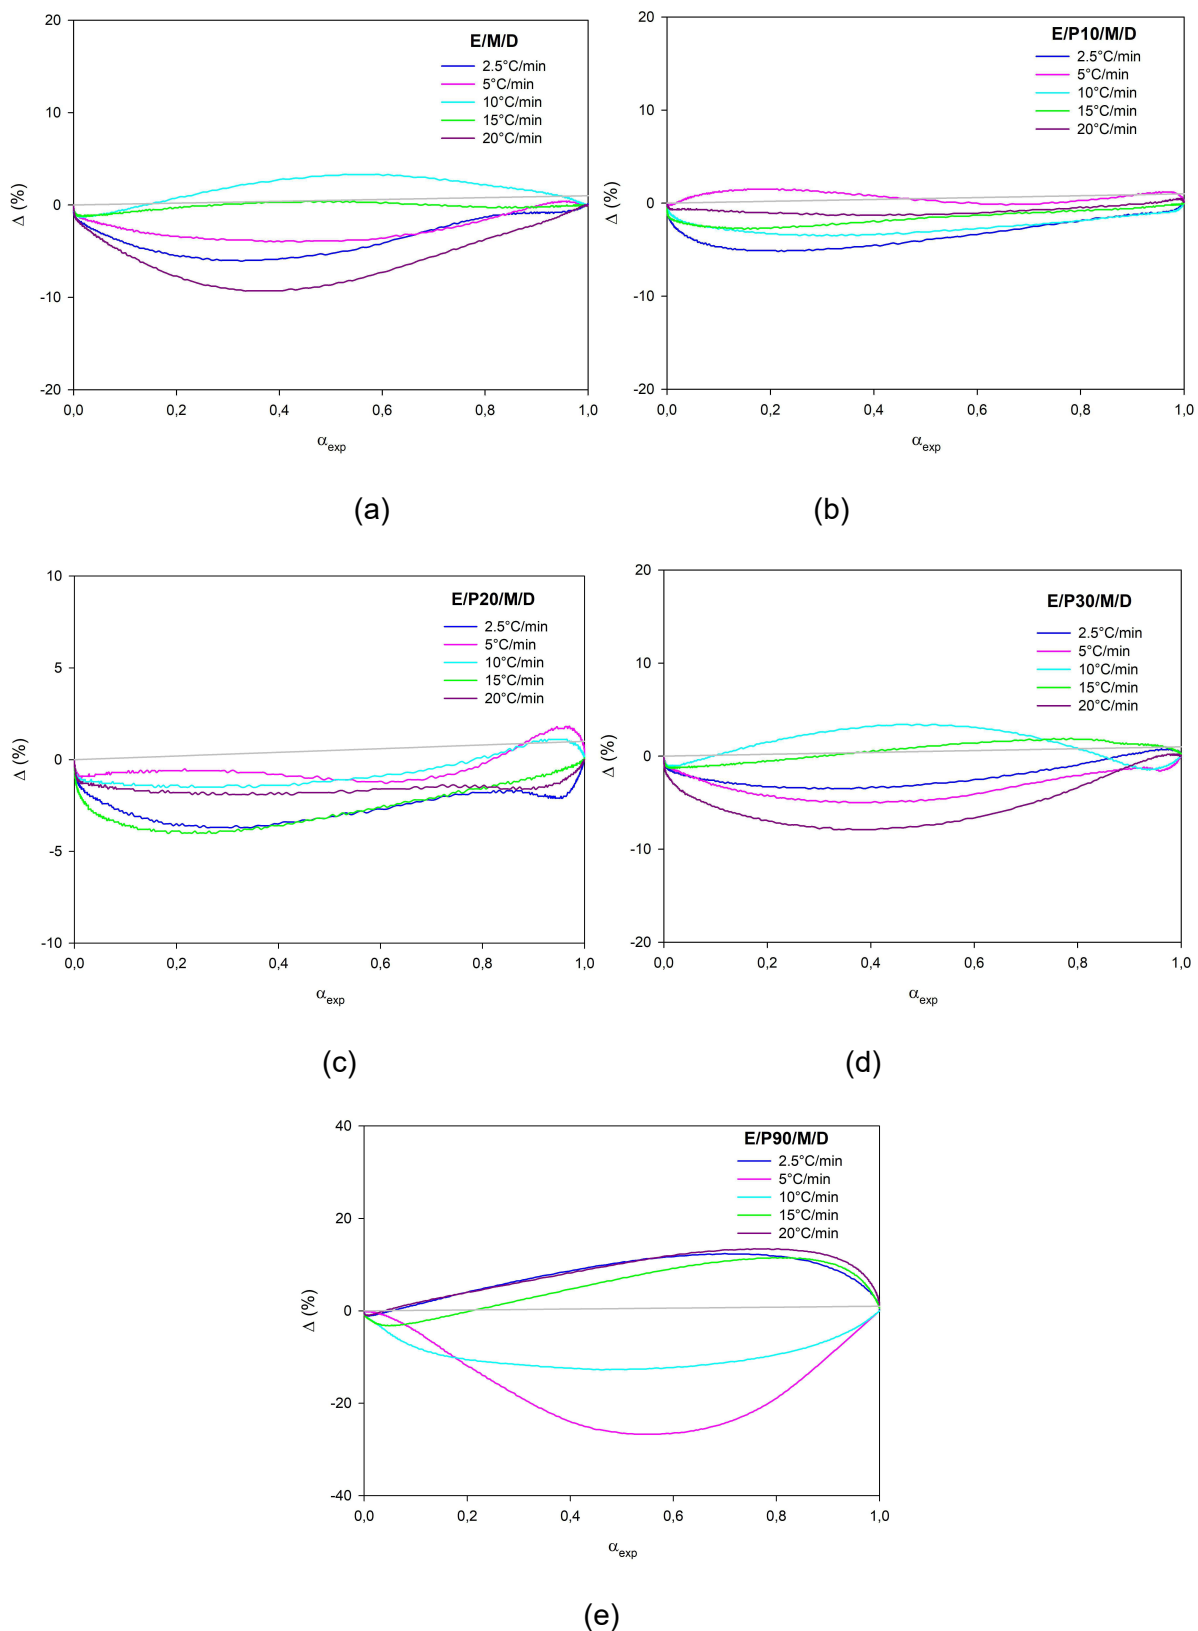 E/M/D
2.5°C/min
5°C/min
10°C/min
15°C/min
20°C/min
20
10
0
-10
-20
Δ (%)
0,0 0,2 0,4 0,6 0,8 1,0
αexp
(a)
E/P10/M/D
2.5°C/min
5°C/min
10°C/min
15°C/min
20°C/min
20
10
0
-10
-20
Δ (%)
0,0 0,2 0,4 0,6 0,8 1,0
αexp
(b)
E/P20/M/D
2.5°C/min
5°C/min
10°C/min
15°C/min
20°C/min
10
5
0
-5
-10
Δ (%)
0,0 0,2 0,4 0,6 0,8 1,0
αexp
(c)
E/P30/M/D
2.5°C/min
5°C/min
10°C/min
15°C/min
20°C/min
20
10
0
-10
-20
Δ (%)
0,0 0,2 0,4 0,6 0,8 1,0
αexp
(d)
E/P90/M/D
2.5°C/min
5°C/min
10°C/min
15°C/min
20°C/min
40
20
0
-20
-40
Δ (%)
0,0 0,2 0,4 0,6 0,8 1,0
αexp
(e)